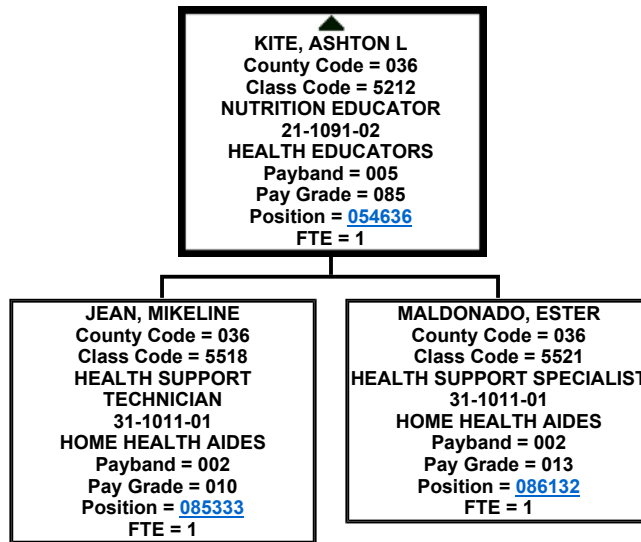 KITE, ASHTON L
County Code = 036
Class Code = 5212
NUTRITION EDUCATOR
21-1091-02
HEALTH EDUCATORS
Payband = 005
Pay Grade = 085
Position = 054636
FTE = 1
JEAN, MIKELINE
County Code = 036
Class Code = 5518
HEALTH SUPPORT
TECHNICIAN
31-1011-01
HOME HEALTH AIDES
Payband = 002
Pay Grade = 010
Position = 085333
FTE = 1
MALDONADO, ESTER
County Code = 036
Class Code = 5521
HEALTH SUPPORT SPECIALIST
31-1011-01
HOME HEALTH AIDES
Payband = 002
Pay Grade = 013
Position = 086132
FTE = 1